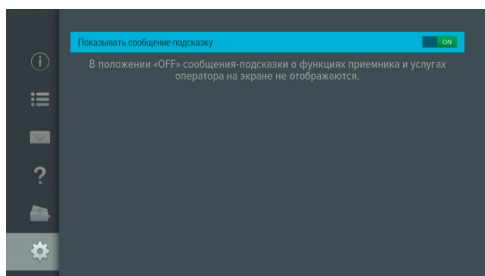 Показывать сообщение-подсказку ON
В положении «OFF» сообщения-подсказки о функциях приемника и услугах
оператора на экране не отображаются.